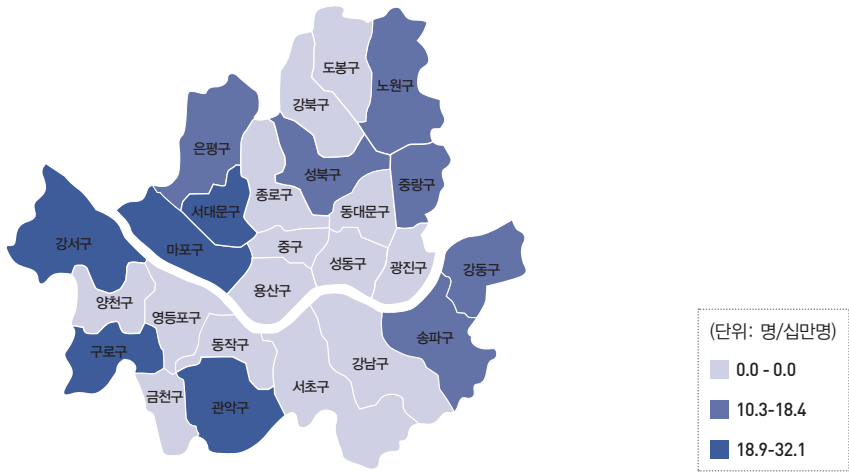 도봉구
노원구
강북구
은평구
성북구
중랑구
종로구
서대문구
동대문구
강서구
마포구
중구
성동구
광진구
강동구
용산구
양천구
영등포구
송파구
동작구
구로구
강남구
서초구
금천구
관악구
(단위: 명/십만명)
0.0 - 0.0
10.3-18.4
18.9-32.1